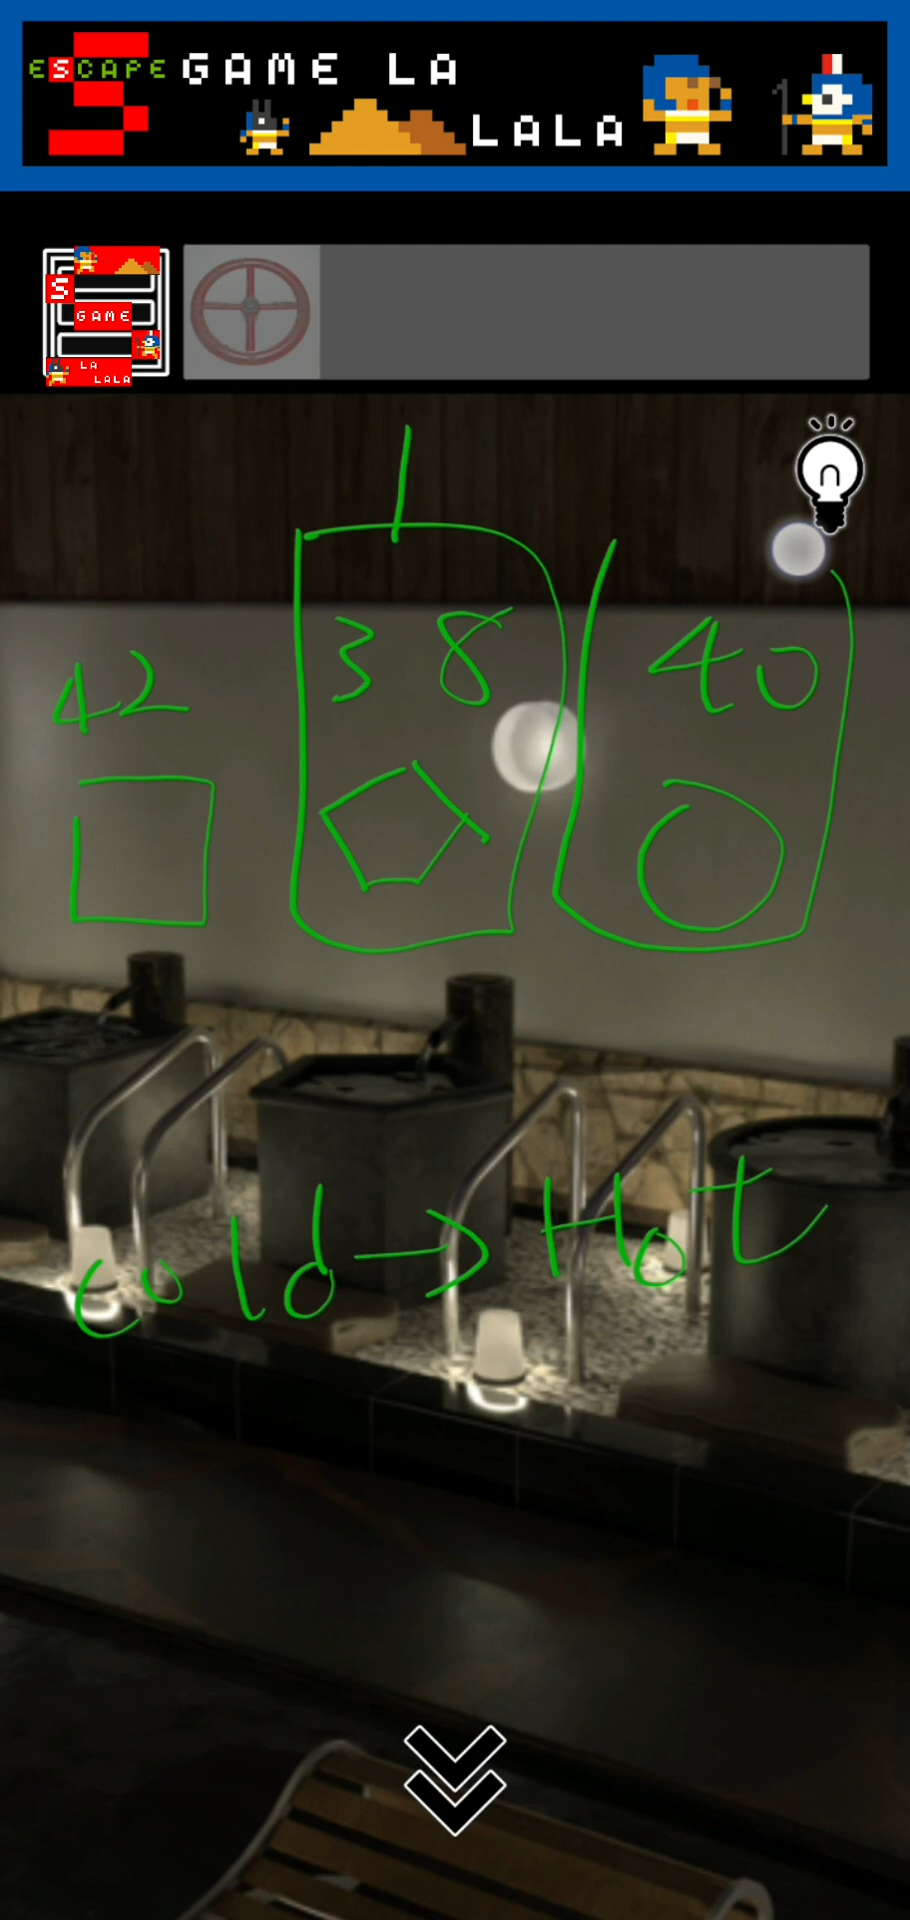 ESCAPE GAME LA
LALA
S
GAME
LA
LALA
1
42 38 40
cold → Hot